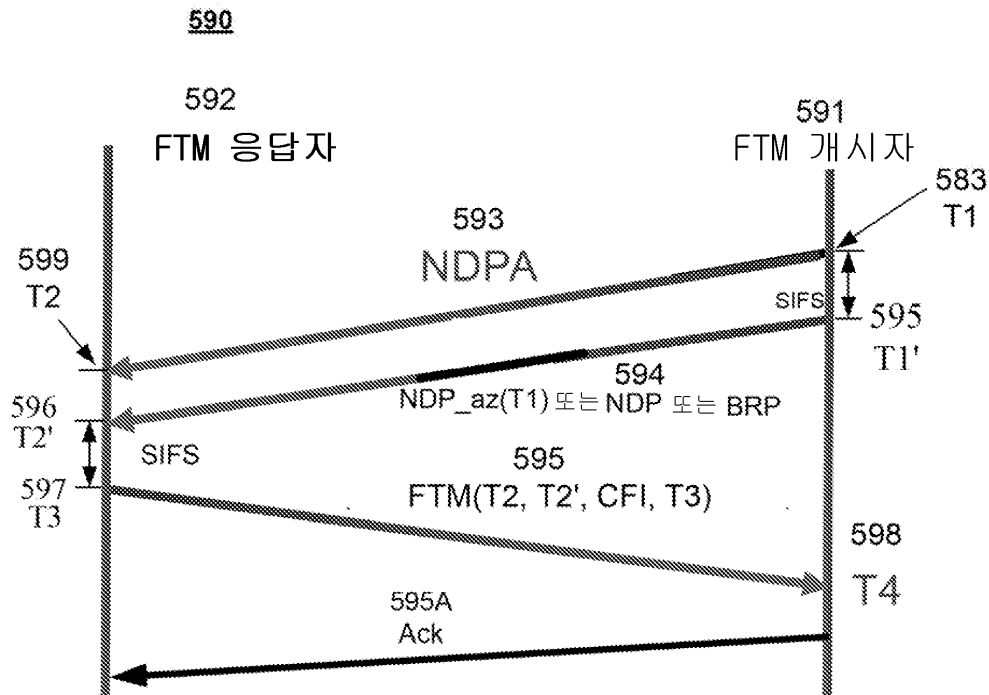 590
592
FTM 응답자
591
FTM 개시자
583
T1
593
NDPA
599
T2
SIFS
595
T1'
594
NDP_az(T1) 또는 NDP 또는 BRP
596
T2'
SIFS
597
T3
595
FTM(T2, T2', CFI, T3)
598
T4
595A
Ack